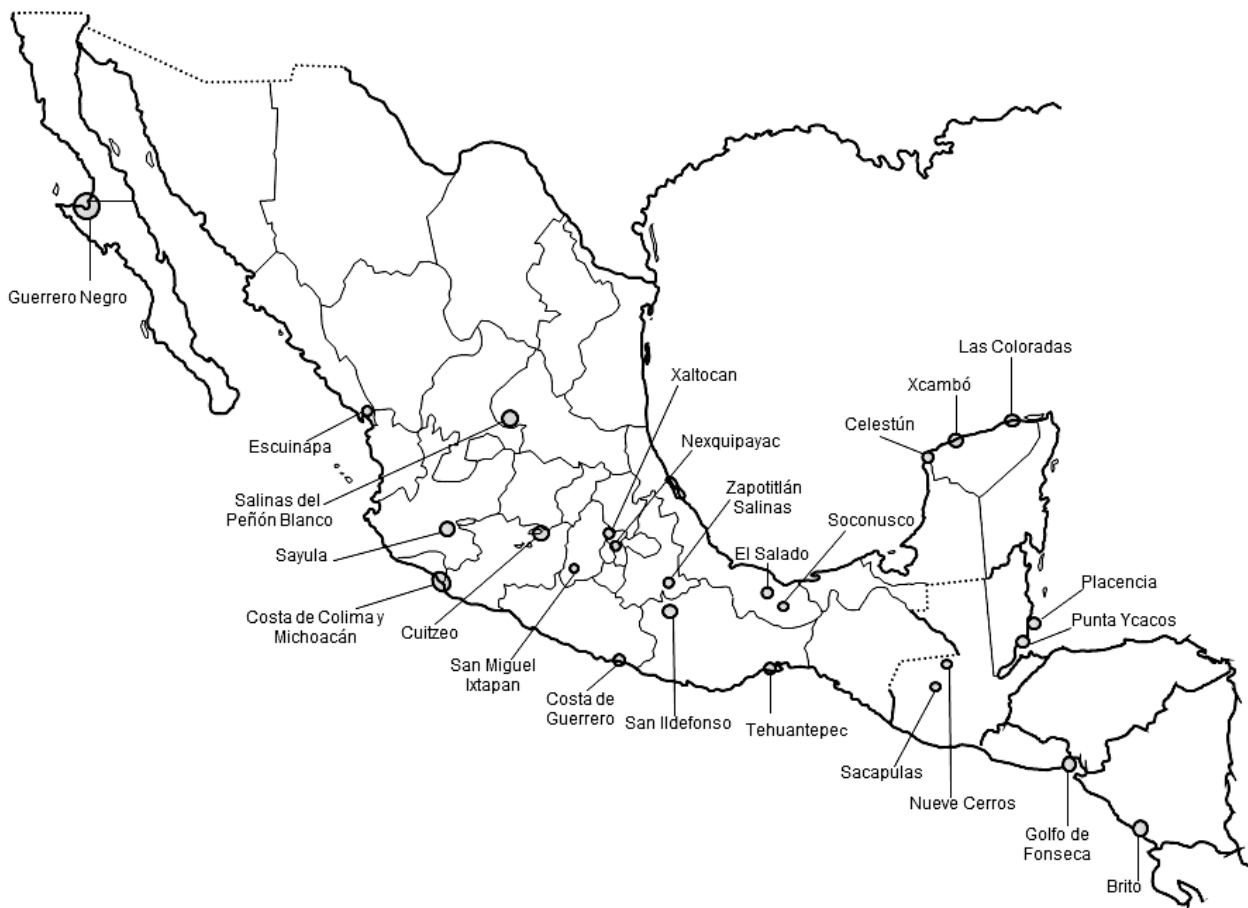 Guerrero Negro
Las Coloradas
Xaltocan
Xcambó
Celestún
Escuinapa
Nexquipayac
Zapotitlán
Salinas
Salinas del
Peñón Blanco
Soconusco
Sayula
El Salado
Placencia
Costa de Colima y
Michoacán
Cuitzeo
Punta Ycacos
San Miguel
Ixtapan
Costa de
Guerrero
San Ildefonso
Tehuantepec
Sacapulas
Nueve Cerros
Golfo de
Fonseca
Brito